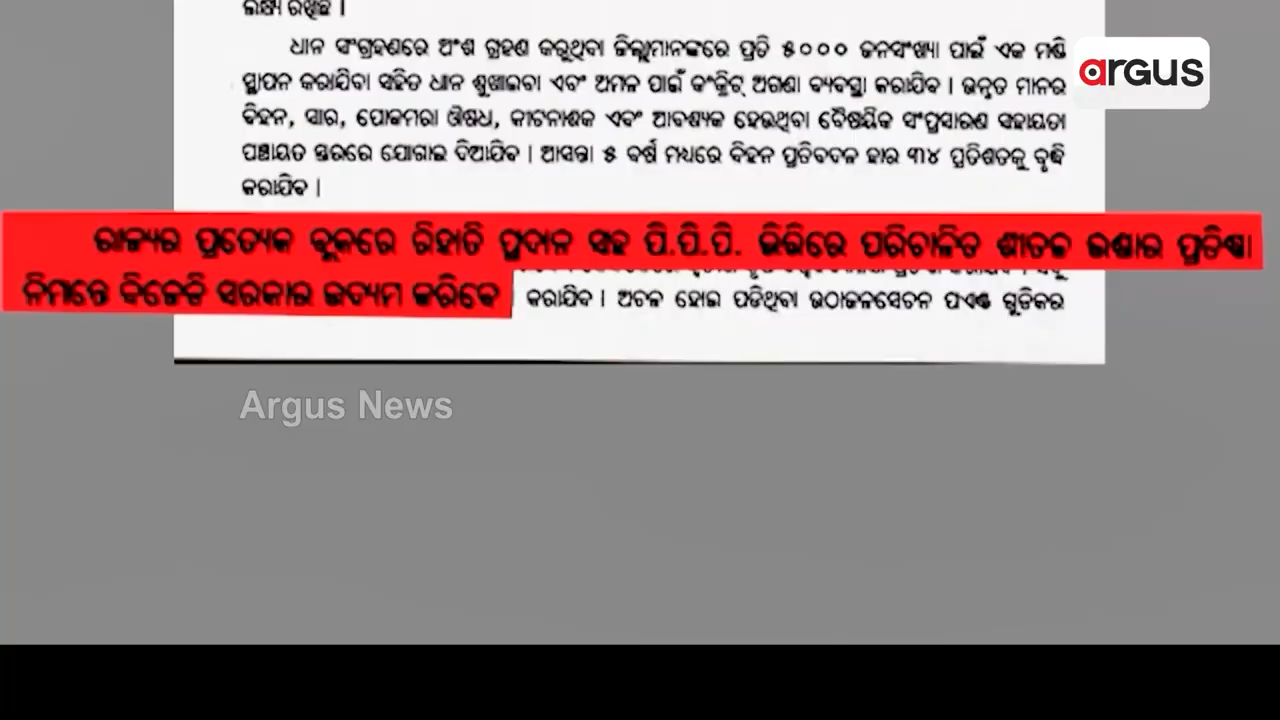 ଲକ୍ଷ୍ୟ ରଖିଛି ।
ଧାନ ସଂଗ୍ରହଣରେ ଅଂଶ ଗ୍ରହଣ କରୁଥିବା ଜିଲ୍ଲାମାନଙ୍କରେ ପ୍ରତି ୫୦୦୦ ଜନସଂଖ୍ୟା ପାଇଁ ଏକ ମଣ୍ଡି
argus
ସ୍ଥାପନ କରାଯିବା ସହିତ ଧାନ ଶୁଖାଇବା ଏବଂ ଅମଳ ପାଇଁ କଂକ୍ରିଟ୍ ଅଗଣା ବ୍ୟବସ୍ଥା କରାଯିବ । ଉନ୍ନତ ମାନର
ବିହନ, ସାର, ପୋକମରା ଔଷଧ, କୀଟନାଶକ ଏବଂ ଆବଶ୍ୟକ ହେଉଥିବା ବୈଷୟିକ ସଂପ୍ରସାରଣ ସହାୟତା
ପଞ୍ଚାୟତ ସ୍ତରରେ ଯୋଗାଇ ଦିଆଯିବ । ଆସନ୍ତା ୫ ବର୍ଷ ମଧ୍ୟରେ ବିହନ ପ୍ରତିବଦଳ ହାର ୩୪ ପ୍ରତିଶତକୁ ବୃଦ୍ଧି
କରାଯିବ ।
ରାଜ୍ୟର ପ୍ରତ୍ୟେକ ବ୍ଲକରେ ରିହାତି ପ୍ରଦାନ ସହ ପି.ପି.ପି. ଭିଭିରେ ପରିଚାଳିତ ଶୀତଳ ଭଣ୍ଡାର ପ୍ରତିଷ୍ଠା
ନିମନ୍ତେ ବିଜେଡି ସରକାର ଉଦ୍ୟମ କରିବେ
କରାଯିବ । ଅଚଳ ହୋଇ ପଡିଥିବା ଉଠାଜଳସେଚନ ପଏଣ୍ଟ ଗୁଡିକର
Argus News